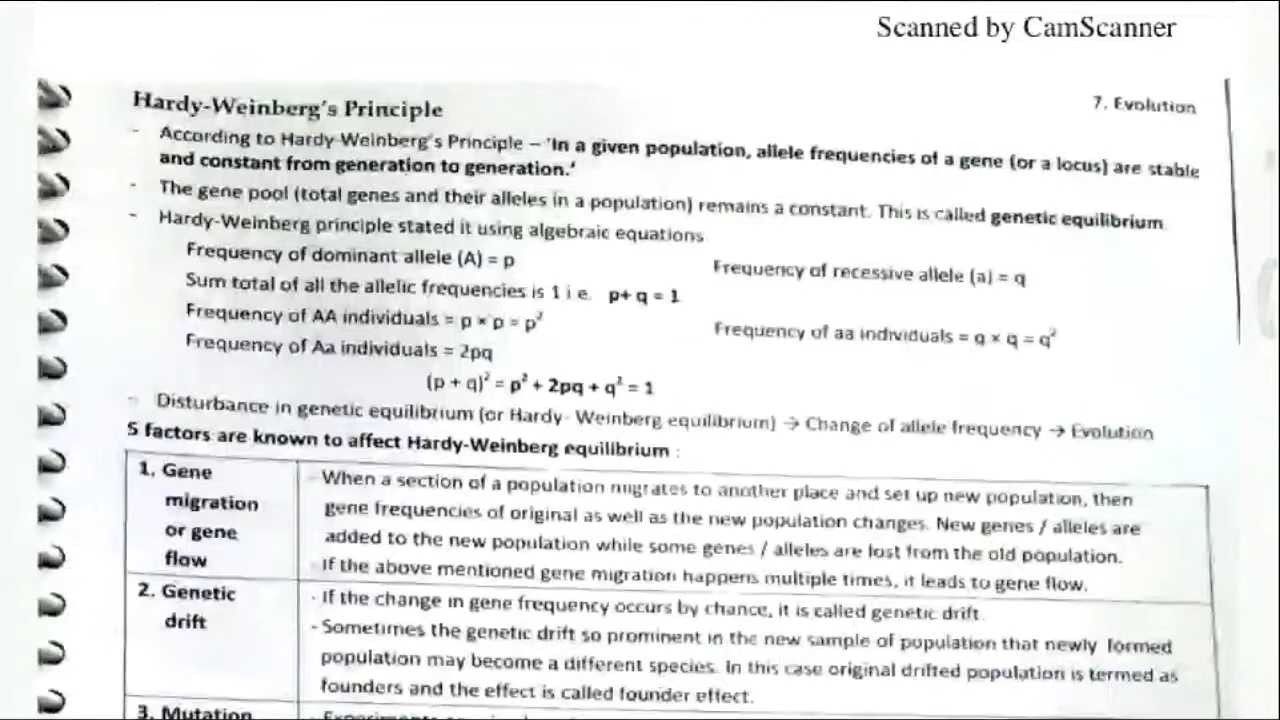 Scanned by CamScanner
7. Evolution
Hardy-Weinberg's Principle
- According to Hardy-Weinberg's Principle – 'In a given population, allele frequencies of a gene (or a locus) are stable
and constant from generation to generation.'
- The gene pool (total genes and their alleles in a population) remains a constant. This is called genetic equilibrium
- Hardy-Weinberg principle stated it using algebraic equations
Frequency of dominant allele (A) = p
Frequency of recessive allele (a) = q
Sum total of all the allelic frequencies is 1 i e. p+ q = 1
Frequency of AA individuals = p × p = p²
Frequency of aa individuals = q × q = q²
Frequency of Aa individuals = 2pq
(p + q)² = p² + 2pq + q² = 1
- Disturbance in genetic equilibrium (or Hardy- Weinberg equilibrium) → Change of allele frequency → Evolution
5 factors are known to affect Hardy-Weinberg equilibrium :
1. Gene
migration
or gene
flow
- When a section of a population migrates to another place and set up new population, then
gene frequencies of original as well as the new population changes. New genes / alleles are
added to the new population while some genes / alleles are lost from the old population.
- If the above mentioned gene migration happens multiple times, it leads to gene flow.
2. Genetic
drift
- If the change in gene frequency occurs by chance, it is called genetic drift.
- Sometimes the genetic drift so prominent in the new sample of population that newly formed
population may become a different species. In this case original drifted population is termed as
founders and the effect is called founder effect.
3. Mutation